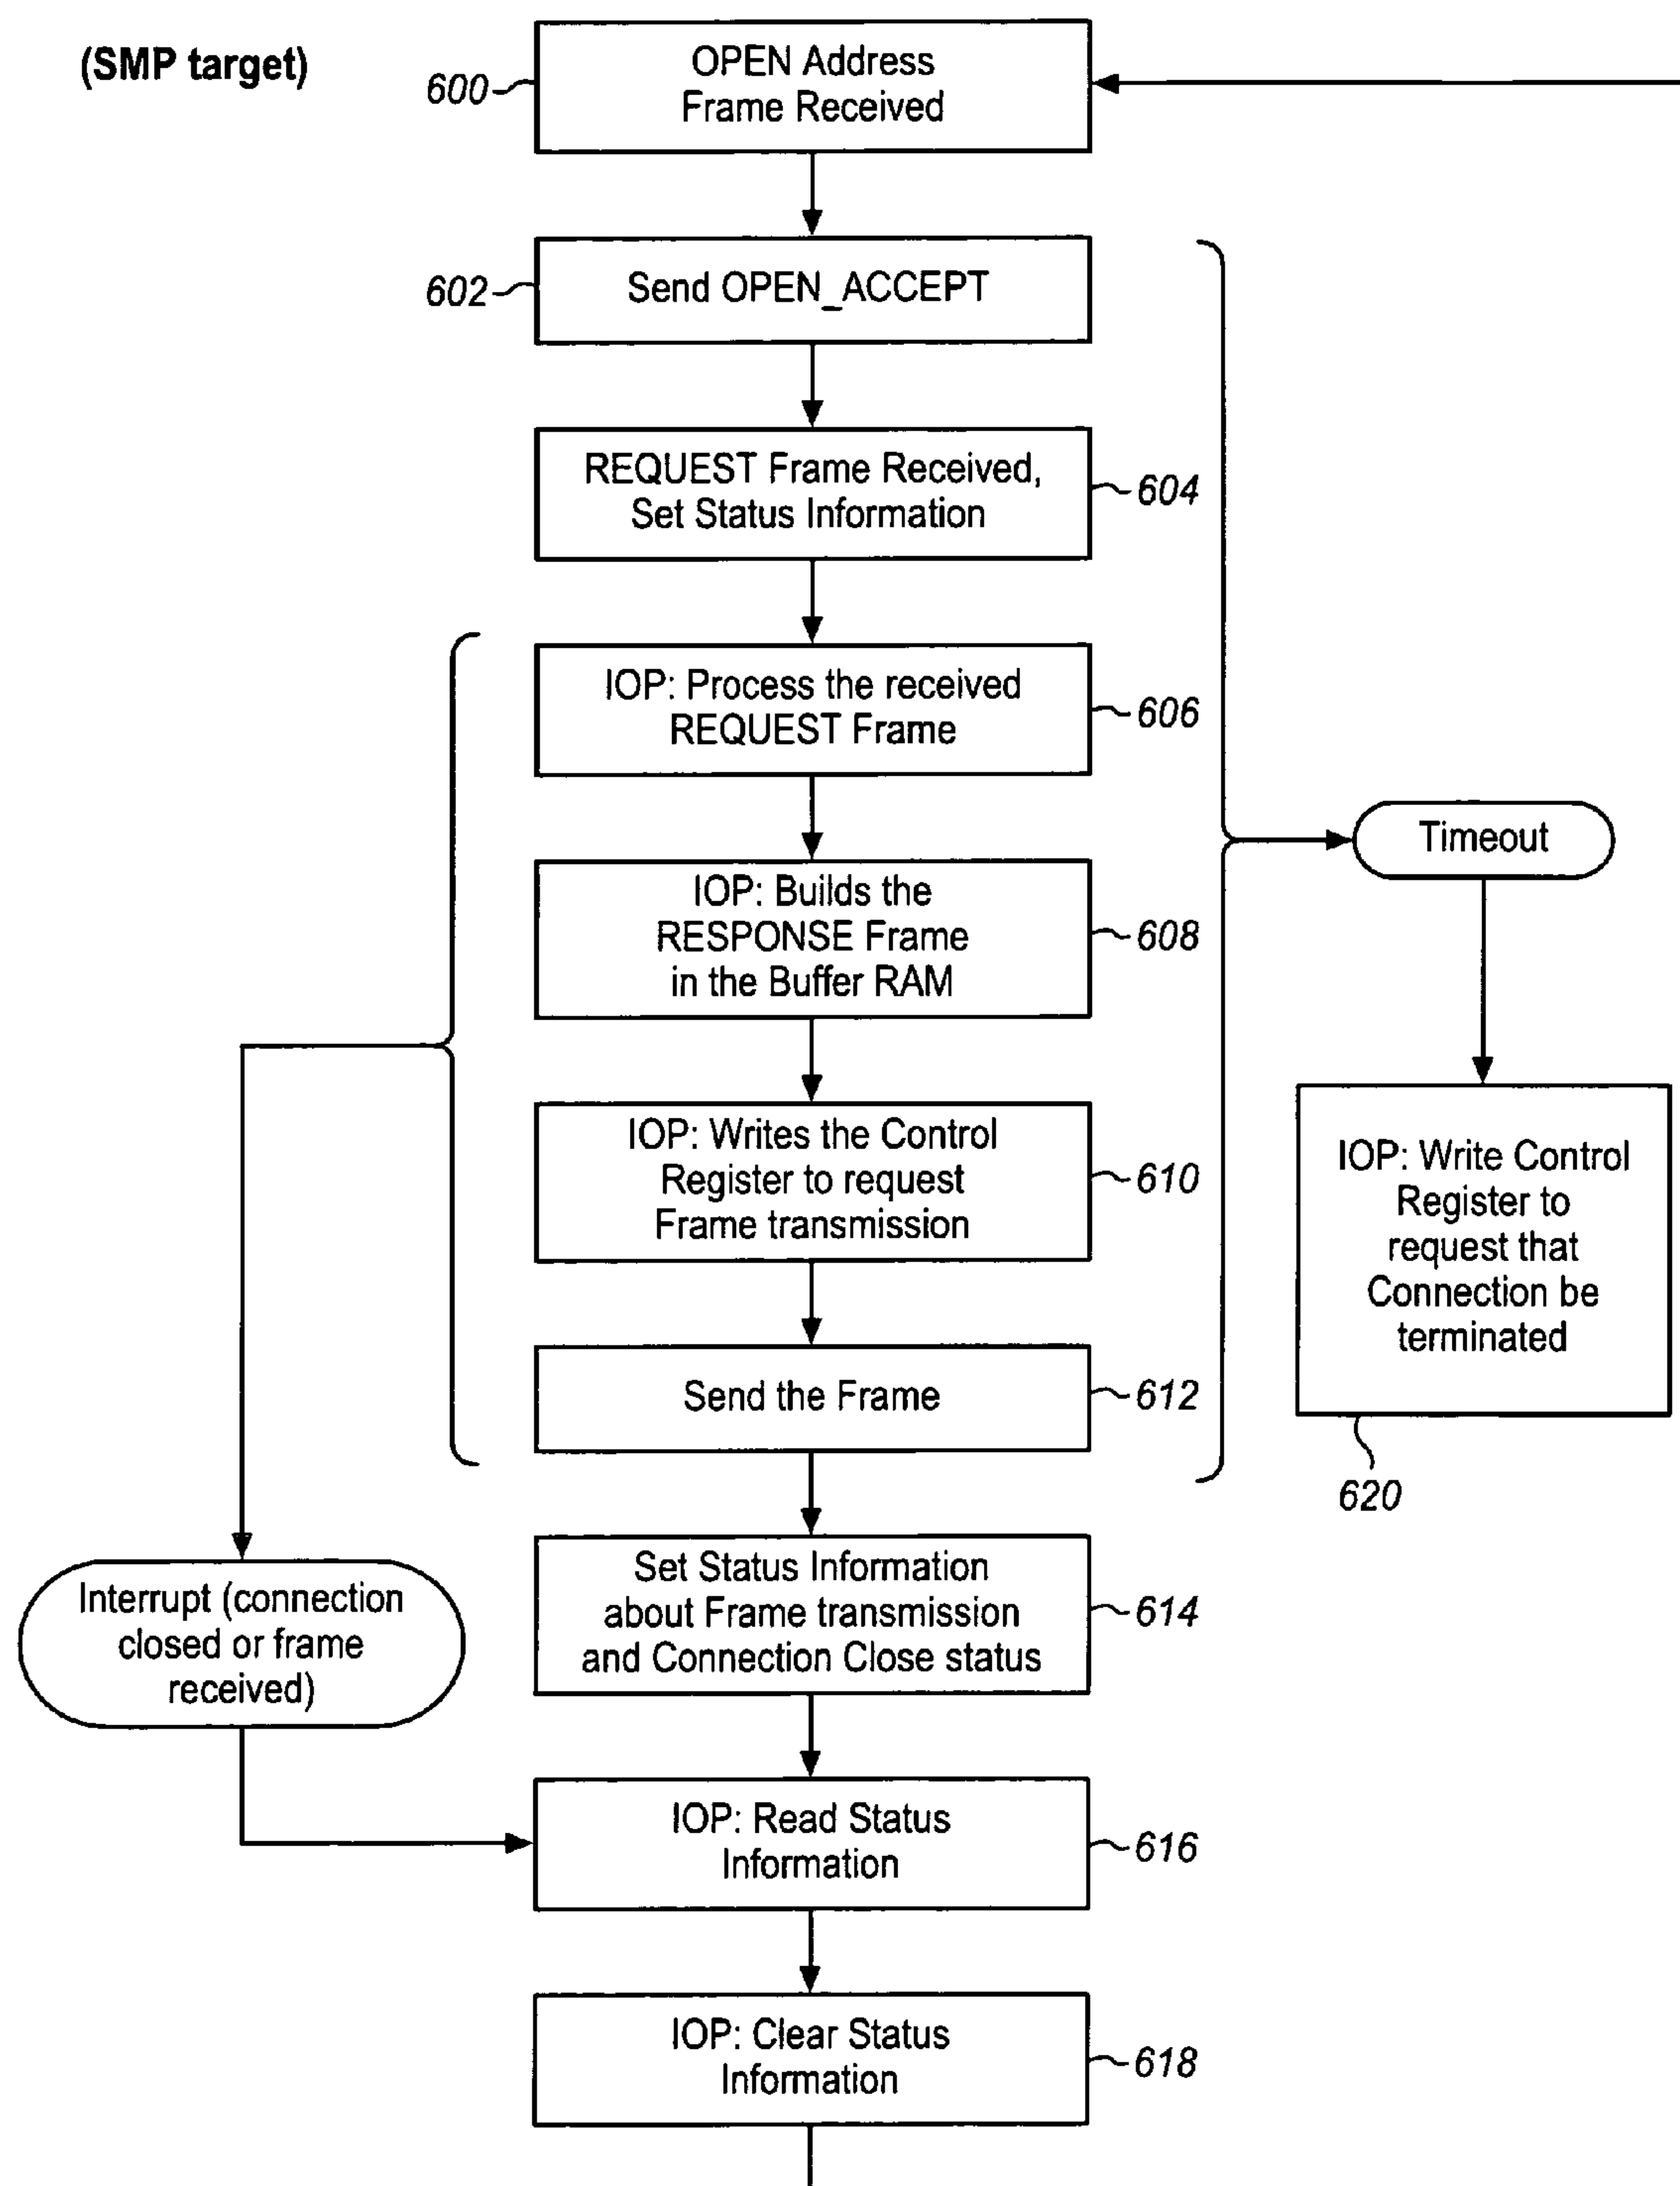 (SMP target)
600
OPEN Address
Frame Received
602
Send OPEN_ACCEPT
REQUEST Frame Received,
Set Status Information
604
IOP: Process the received
REQUEST Frame
606
IOP: Builds the
RESPONSE Frame
in the Buffer RAM
608
IOP: Writes the Control
Register to request
Frame transmission
610
Send the Frame
612
Timeout
IOP: Write Control
Register to
request that
Connection be
terminated
620
Interrupt (connection
closed or frame
received)
Set Status Information
about Frame transmission
and Connection Close status
614
IOP: Read Status
Information
616
IOP: Clear Status
Information
618